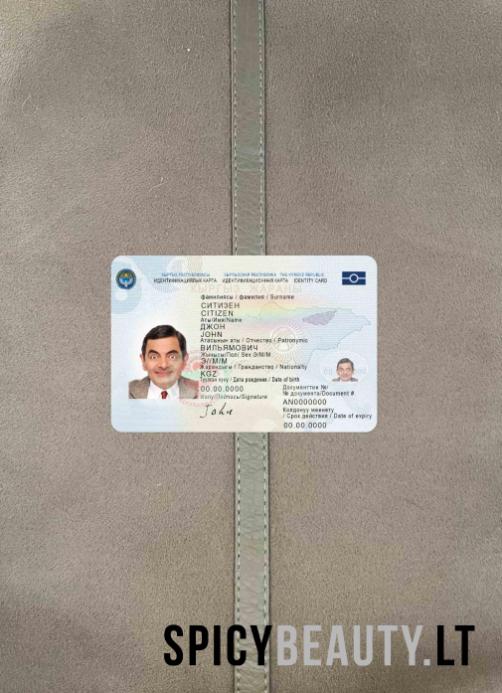 КЫРГЫЗ РЕСПУБЛИКАСЫ КЫРГЫЗСКАЯ РЕСПУБЛИКА THE KYRGYZ REPUBLIC
ИДЕНТИФИКАЦИЯЛЫК КАРТА ИДЕНТИФИКАЦИОННАЯ КАРТА IDENTITY CARD
КЫРГЫЗ ЖАРАНЫ
фамилиясы / фамилия / Surname
СИТИЗЕН
CITIZEN
Аты/Имя/Name
ДЖОН
JOHN
Атасынын аты / Отчество / Patronymic
ВИЛЬЯМОВИЧ
Жынысы/Пол/ Sex Э/М/M
Э/М/M
Жарандыгы / Гражданство / Nationality
KGZ
Туулган күнү / Дата рождения / Date of birth
00.00.0000
Колу/Подпись/Signature
John
Документтин №/
№ документа/Document #
AN0000000
/ Срок действия / Date of expiry
00.00.0000
SPICYBEAUTY.LT